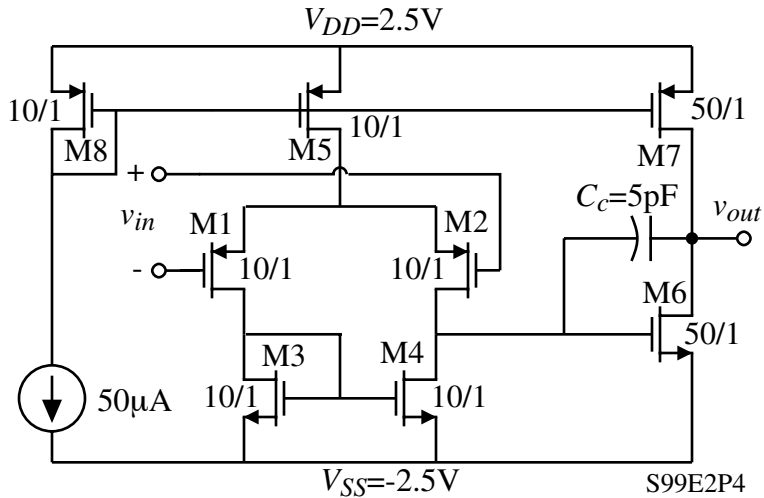 V_DD=2.5V
10/1
M8
M5
10/1
50/1
M7
+
v_in
-
M1
10/1
M2
10/1
C_c=5pF
v_out
M6
50/1
M3
10/1
M4
10/1
50μA
V_SS=-2.5V
S99E2P4